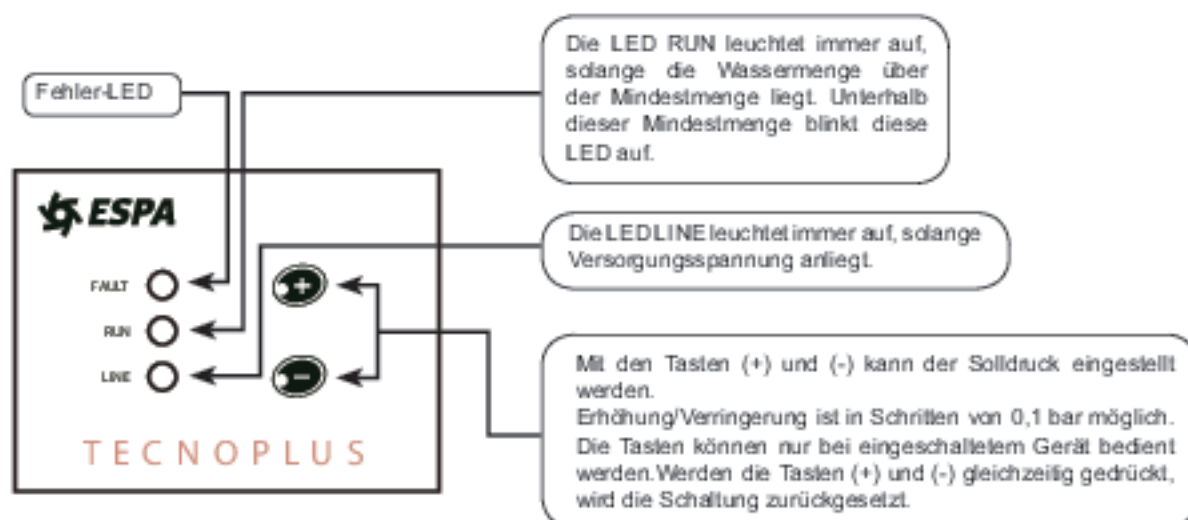 Fehler-LED
Die LED RUN leuchtet immer auf,
solange die Wassermenge über
der Mindestmenge liegt. Unterhalb
dieser Mindestmenge blinkt diese
LED auf.
ESPA
Die LED LINE leuchtet immer auf, solange
Versorgungsspannung anliegt.
FAULT
RUN
LINE
+
-
TECNOPLUS
Mit den Tasten (+) und (-) kann der Solldruck eingestellt
werden.
Erhöhung/Verringerung ist in Schritten von 0,1 bar möglich.
Die Tasten können nur bei eingeschaltetem Gerät bedient
werden. Werden die Tasten (+) und (-) gleichzeitig gedrückt,
wird die Schaltung zurückgesetzt.